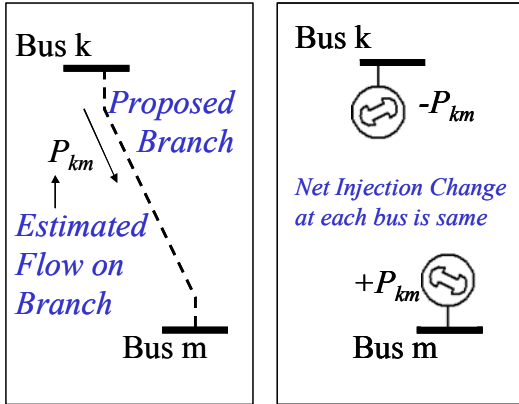 Bus k
Proposed
Branch
P_km
Estimated
Flow on
Branch
Bus m
Bus k
-P_km
Net Injection Change
at each bus is same
+P_km
Bus m